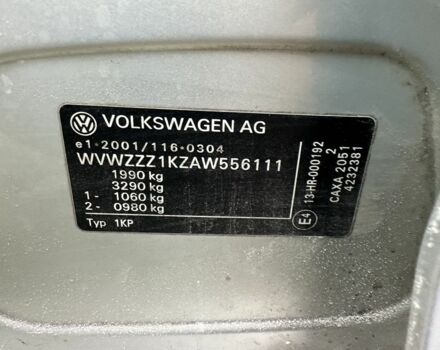 VOLKSWAGEN AG
e1*2001/116*0304
WVWZZZ1KZAW556111
1990 kg
3290 kg
1- 1060 kg
2- 0980 kg
Typ 1KP
E4
13-HR-000192
2
CAXA 2051
4232381